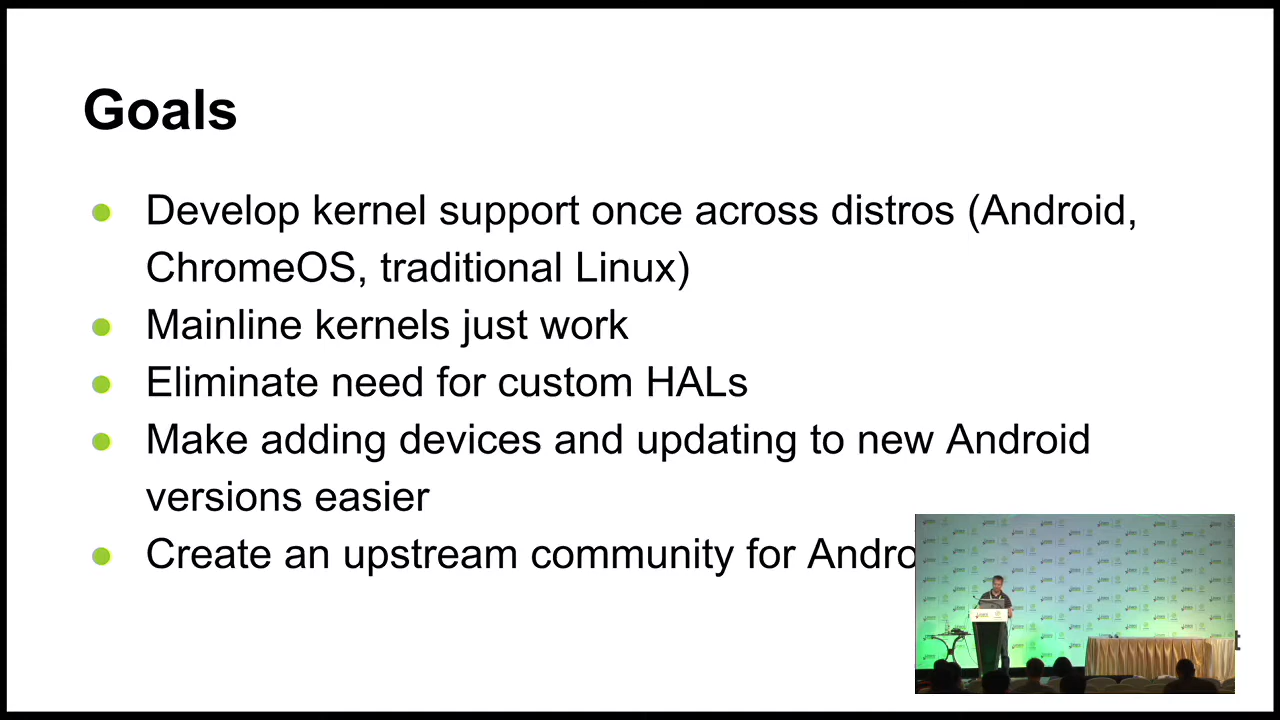 Goals
Develop kernel support once across distros (Android,
ChromeOS, traditional Linux)
Mainline kernels just work
Eliminate need for custom HALs
Make adding devices and updating to new Android
versions easier
Create an upstream community for